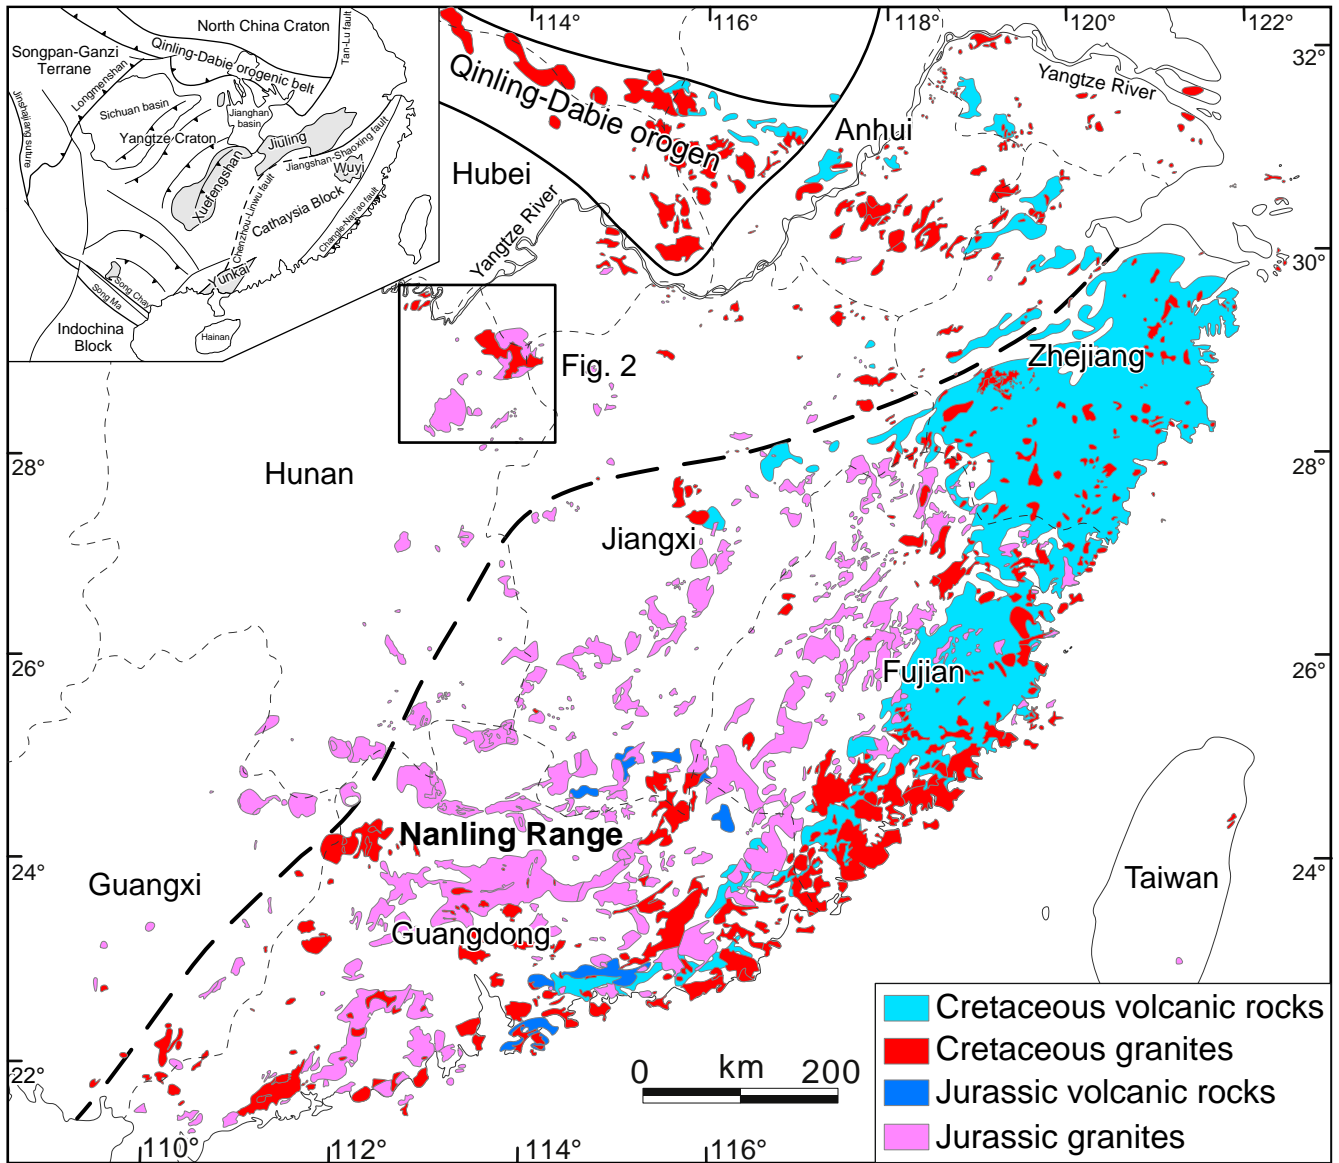 114°
116°
118°
120°
122°
32°
30°
28°
26°
24°
28°
26°
24°
22°
110°
112°
114°
116°
North China Craton
Songpan-Ganzi
Terrane
Qinling-Dabie orogenic belt
Tan-Lu fault
Longmenshan
Jinshajiang suture
Sichuan basin
Jianghan
basin
Yangtze Craton
Jiuling
Jiangshan-Shaoxing fault
Wuyi
Xuefengshan
Chenzhou-Linwu fault
Cathaysia Block
Changle-Nan'ao fault
Yunkai
Song Chay
Song Ma
Indochina
Block
Hainan
Qinling-Dabie orogen
Hubei
Yangtze River
Anhui
Yangtze River
Fig. 2
Zhejiang
Hunan
Jiangxi
Fujian
Nanling Range
Guangxi
Guangdong
Taiwan
km
0
200
Cretaceous volcanic rocks
Cretaceous granites
Jurassic volcanic rocks
Jurassic granites